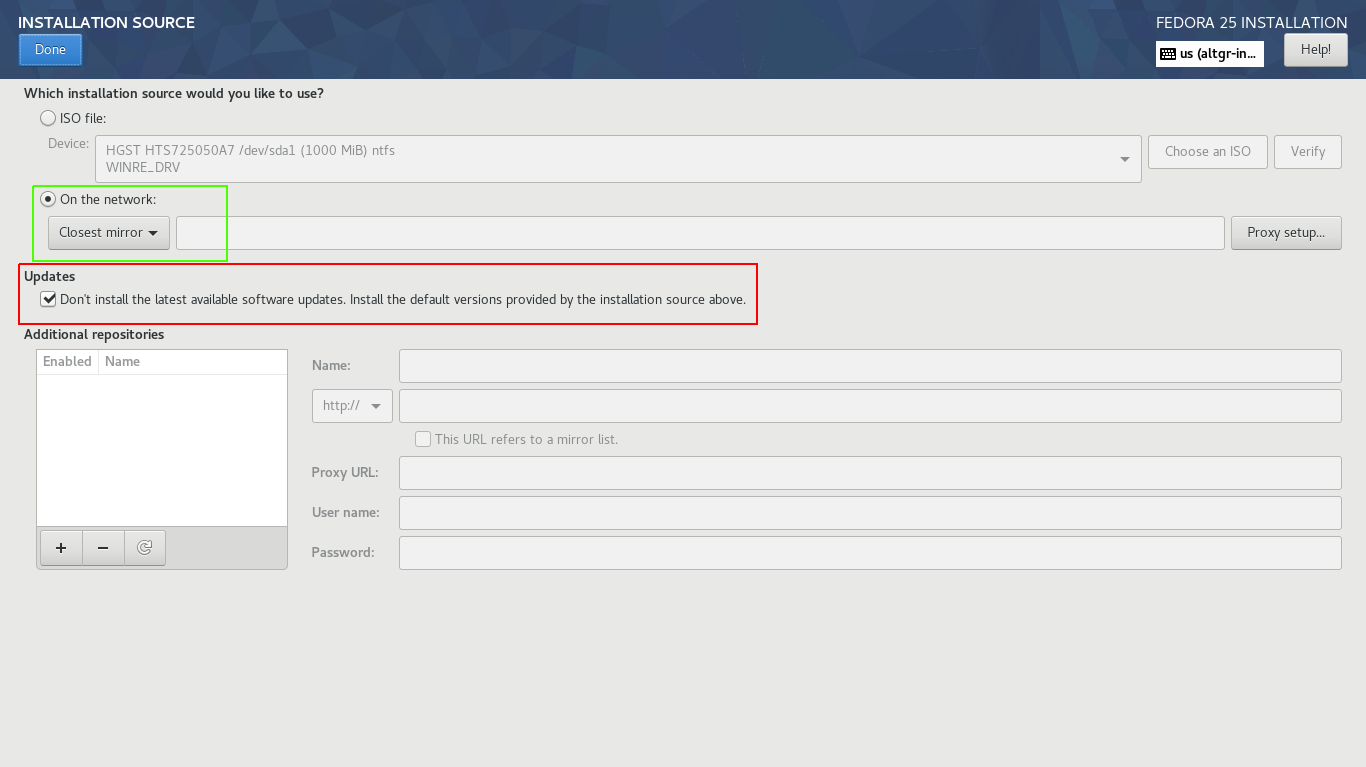 INSTALLATION SOURCE
FEDORA 25 INSTALLATION
Done
us (altgr-in...
Help!
Which installation source would you like to use?
ISO file:
Device:
HGST HTS725050A7 /dev/sda1 (1000 MiB) ntfs
WINRE_DRV
Choose an ISO
Verify
On the network:
Closest mirror
Proxy setup...
Updates
Don't install the latest available software updates. Install the default versions provided by the installation source above.
Additional repositories
Enabled
Name
Name:
http://
This URL refers to a mirror list.
Proxy URL:
User name:
Password: